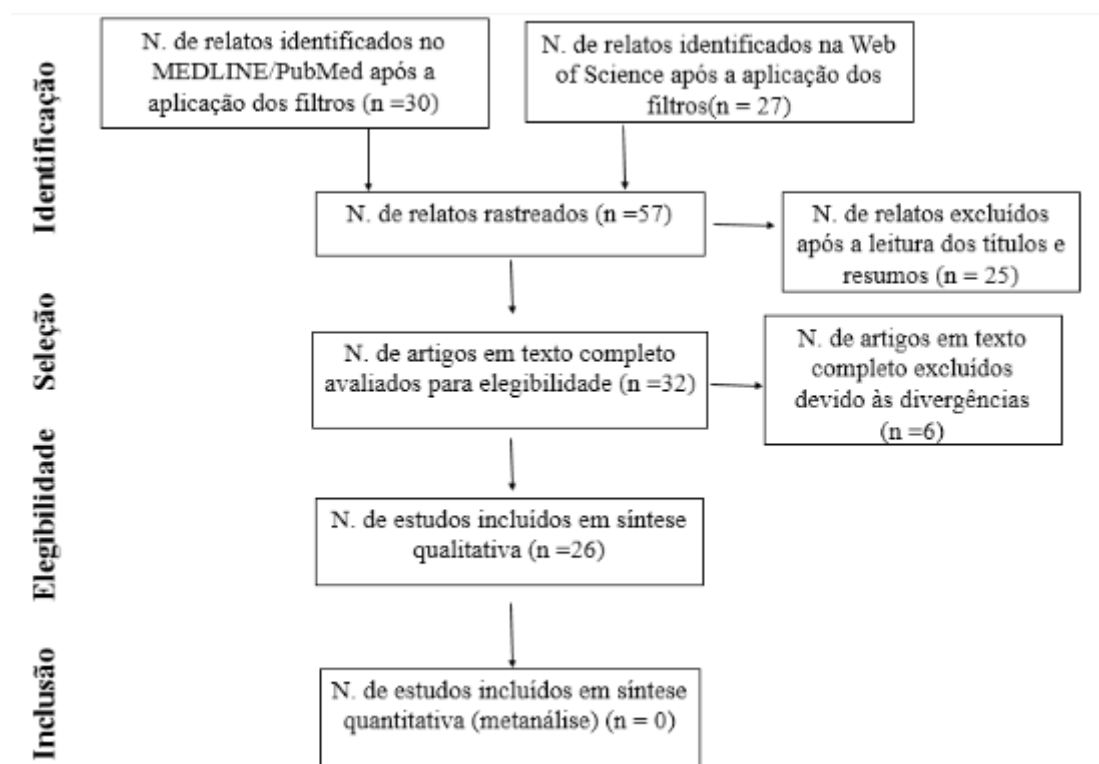 Identificação
N. de relatos identificados no
MEDLINE/PubMed após a
aplicação dos filtros (n =30)
N. de relatos identificados na Web
of Science após a aplicação dos
filtros(n = 27)
N. de relatos rastreados (n =57)
N. de relatos excluídos
após a leitura dos títulos e
resumos (n = 25)
Seleção
N. de artigos em texto completo
avaliados para elegibilidade (n =32)
N. de artigos em texto
completo excluídos
devido às divergências
(n =6)
Elegibilidade
N. de estudos incluídos em síntese
qualitativa (n =26)
Inclusão
N. de estudos incluídos em síntese
quantitativa (metanálise) (n = 0)